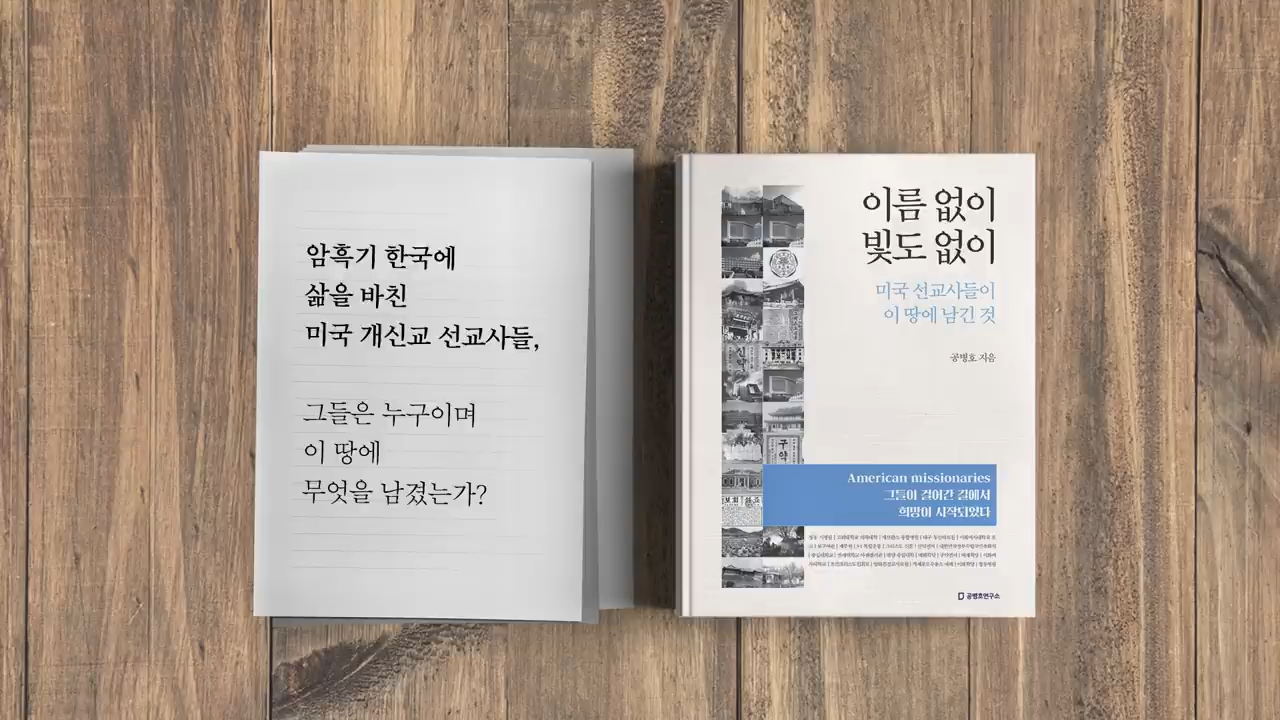 암흑기 한국에
삶을 바친
미국 개신교 선교사들,
그들은 누구이며
이 땅에
무엇을 남겼는가?
이름 없이
빛도 없이
미국 선교사들이
이 땅에 남긴 것
공병호 지음
구약
American missionaries
그들이 걸어간 길에서
희망이 시작되었다
공병호연구소